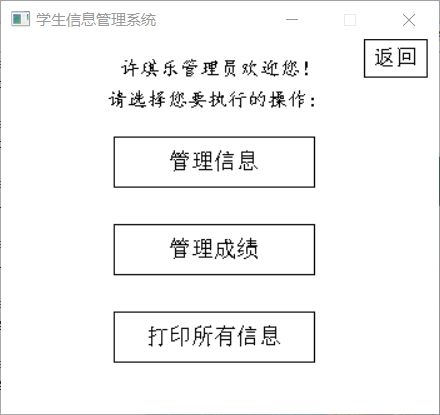 学生信息管理系统
返回
许琪乐管理员欢迎您!
请选择您要执行的操作:
管理信息
管理成绩
打印所有信息